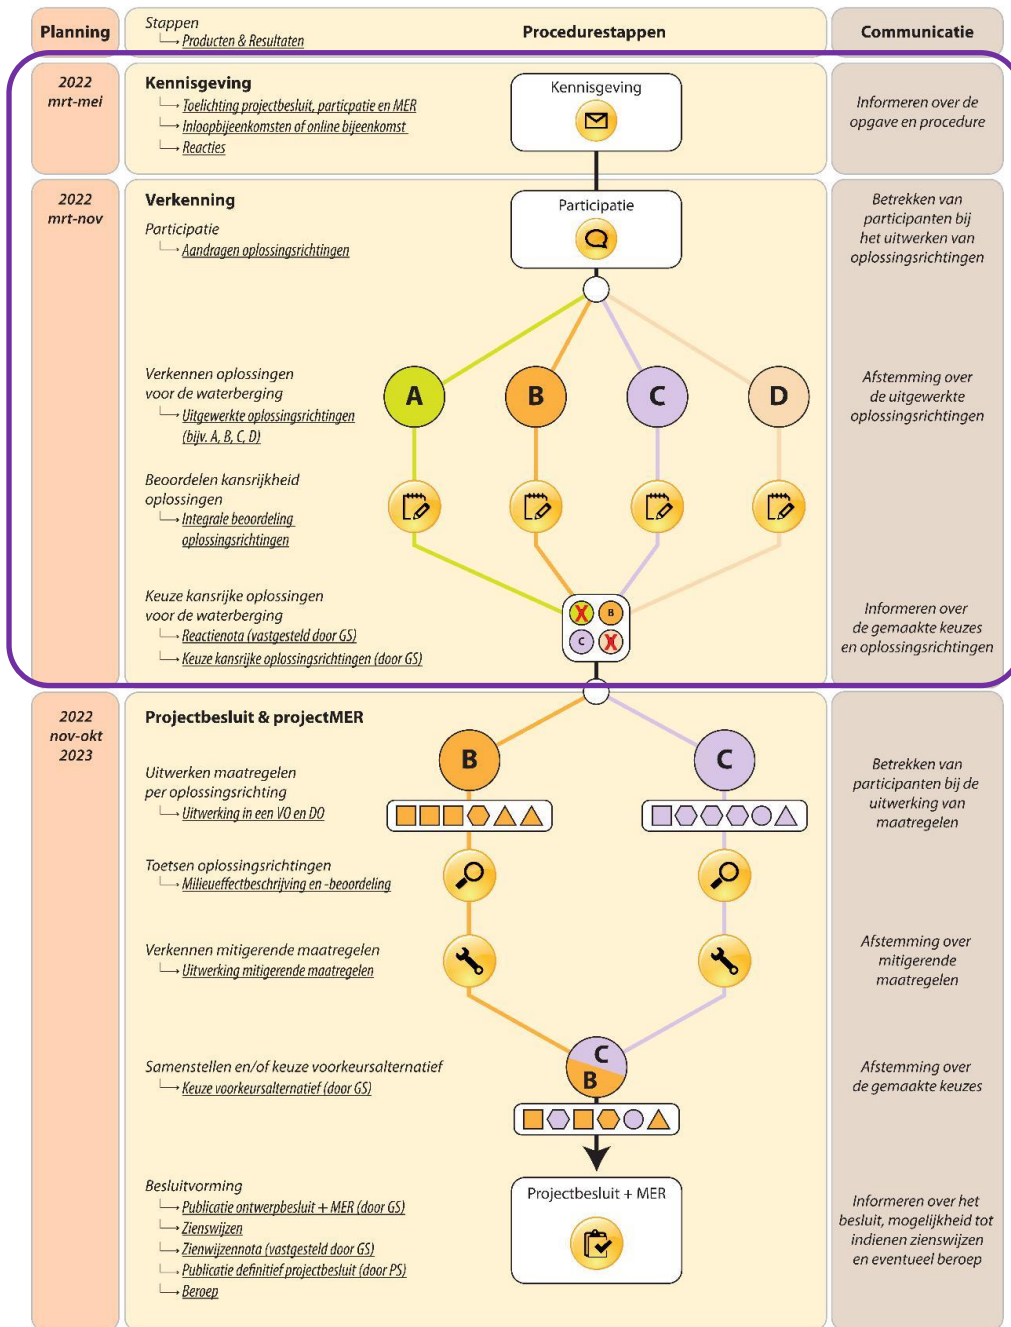 Planning
Stappen
Producten & Resultaten
Procedurestappen
Communicatie
2022
mrt-mei
Kennisgeving
Toelichting projectbesluit, particpatie en MER
Inloopbijeenkomsten of online bijeenkomst
Reacties
Kennisgeving
Informeren over de
opgave en procedure
2022
mrt-nov
Verkenning
Participatie
Aandragen oplossingsrichtingen
Participatie
Betrekken van
participanten bij
het uitwerken van
oplossingsrichtingen
Verkennen oplossingen
voor de waterberging
Uitgewerkte oplossingsrichtingen
(bijv. A, B, C, D)
A
B
C
D
Afstemming over
de uitgewerkte
oplossingsrichtingen
Beoordelen kansrijkheid
oplossingen
Integrale beoordeling
oplossingsrichtingen
Keuze kansrijke oplossingen
voor de waterberging
Reactienota (vastgesteld door GS)
Keuze kansrijke oplossingsrichtingen (door GS)
X B
C X
Informeren over
de gemaakte keuzes
en oplossingsrichtingen
2022
nov-okt
2023
Projectbesluit & projectMER
Uitwerken maatregelen
per oplossingsrichting
Uitwerking in een VO en DO
B
C
Betrekken van
participanten bij de
uitwerking van
maatregelen
Toetsen oplossingsrichtingen
Milieueffectbeschrijving en -beoordeling
Verkennen mitigerende maatregelen
Uitwerking mitigerende maatregelen
Afstemming over
mitigerende
maatregelen
Samenstellen en/of keuze voorkeursalternatief
Keuze voorkeursalternatief (door GS)
C
B
Afstemming over
de gemaakte keuzes
Besluitvorming
Publicatie ontwerpbesluit + MER (door GS)
Zienswijzen
Zienwijzennota (vastgesteld door GS)
Publicatie definitief projectbesluit (door PS)
Beroep
Projectbesluit + MER
Informeren over het
besluit, mogelijkheid tot
indienen zienswijzen
en eventueel beroep